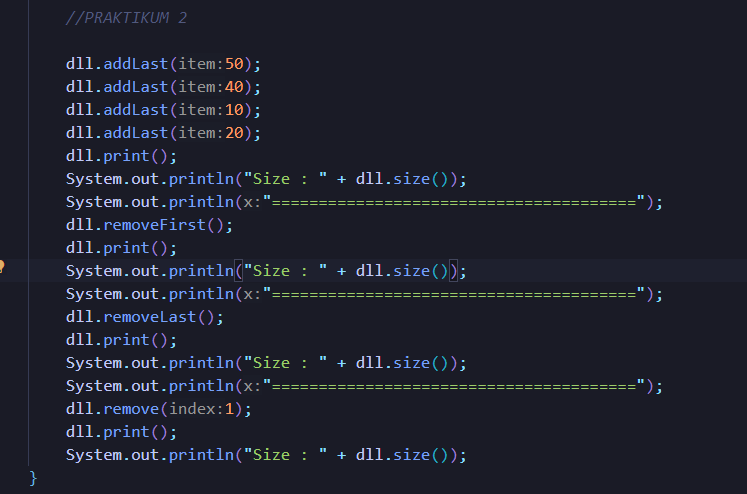 //PRAKTIKUM 2
dll.addLast(item:50);
dll.addLast(item:40);
dll.addLast(item:10);
dll.addLast(item:20);
dll.print();
System.out.println("Size : " + dll.size());
System.out.println(x:"=======================================");
dll.removeFirst();
dll.print();
System.out.println("Size : " + dll.size());
System.out.println(x:"=======================================");
dll.removeLast();
dll.print();
System.out.println("Size : " + dll.size());
System.out.println(x:"=======================================");
dll.remove(index:1);
dll.print();
System.out.println("Size : " + dll.size());
}